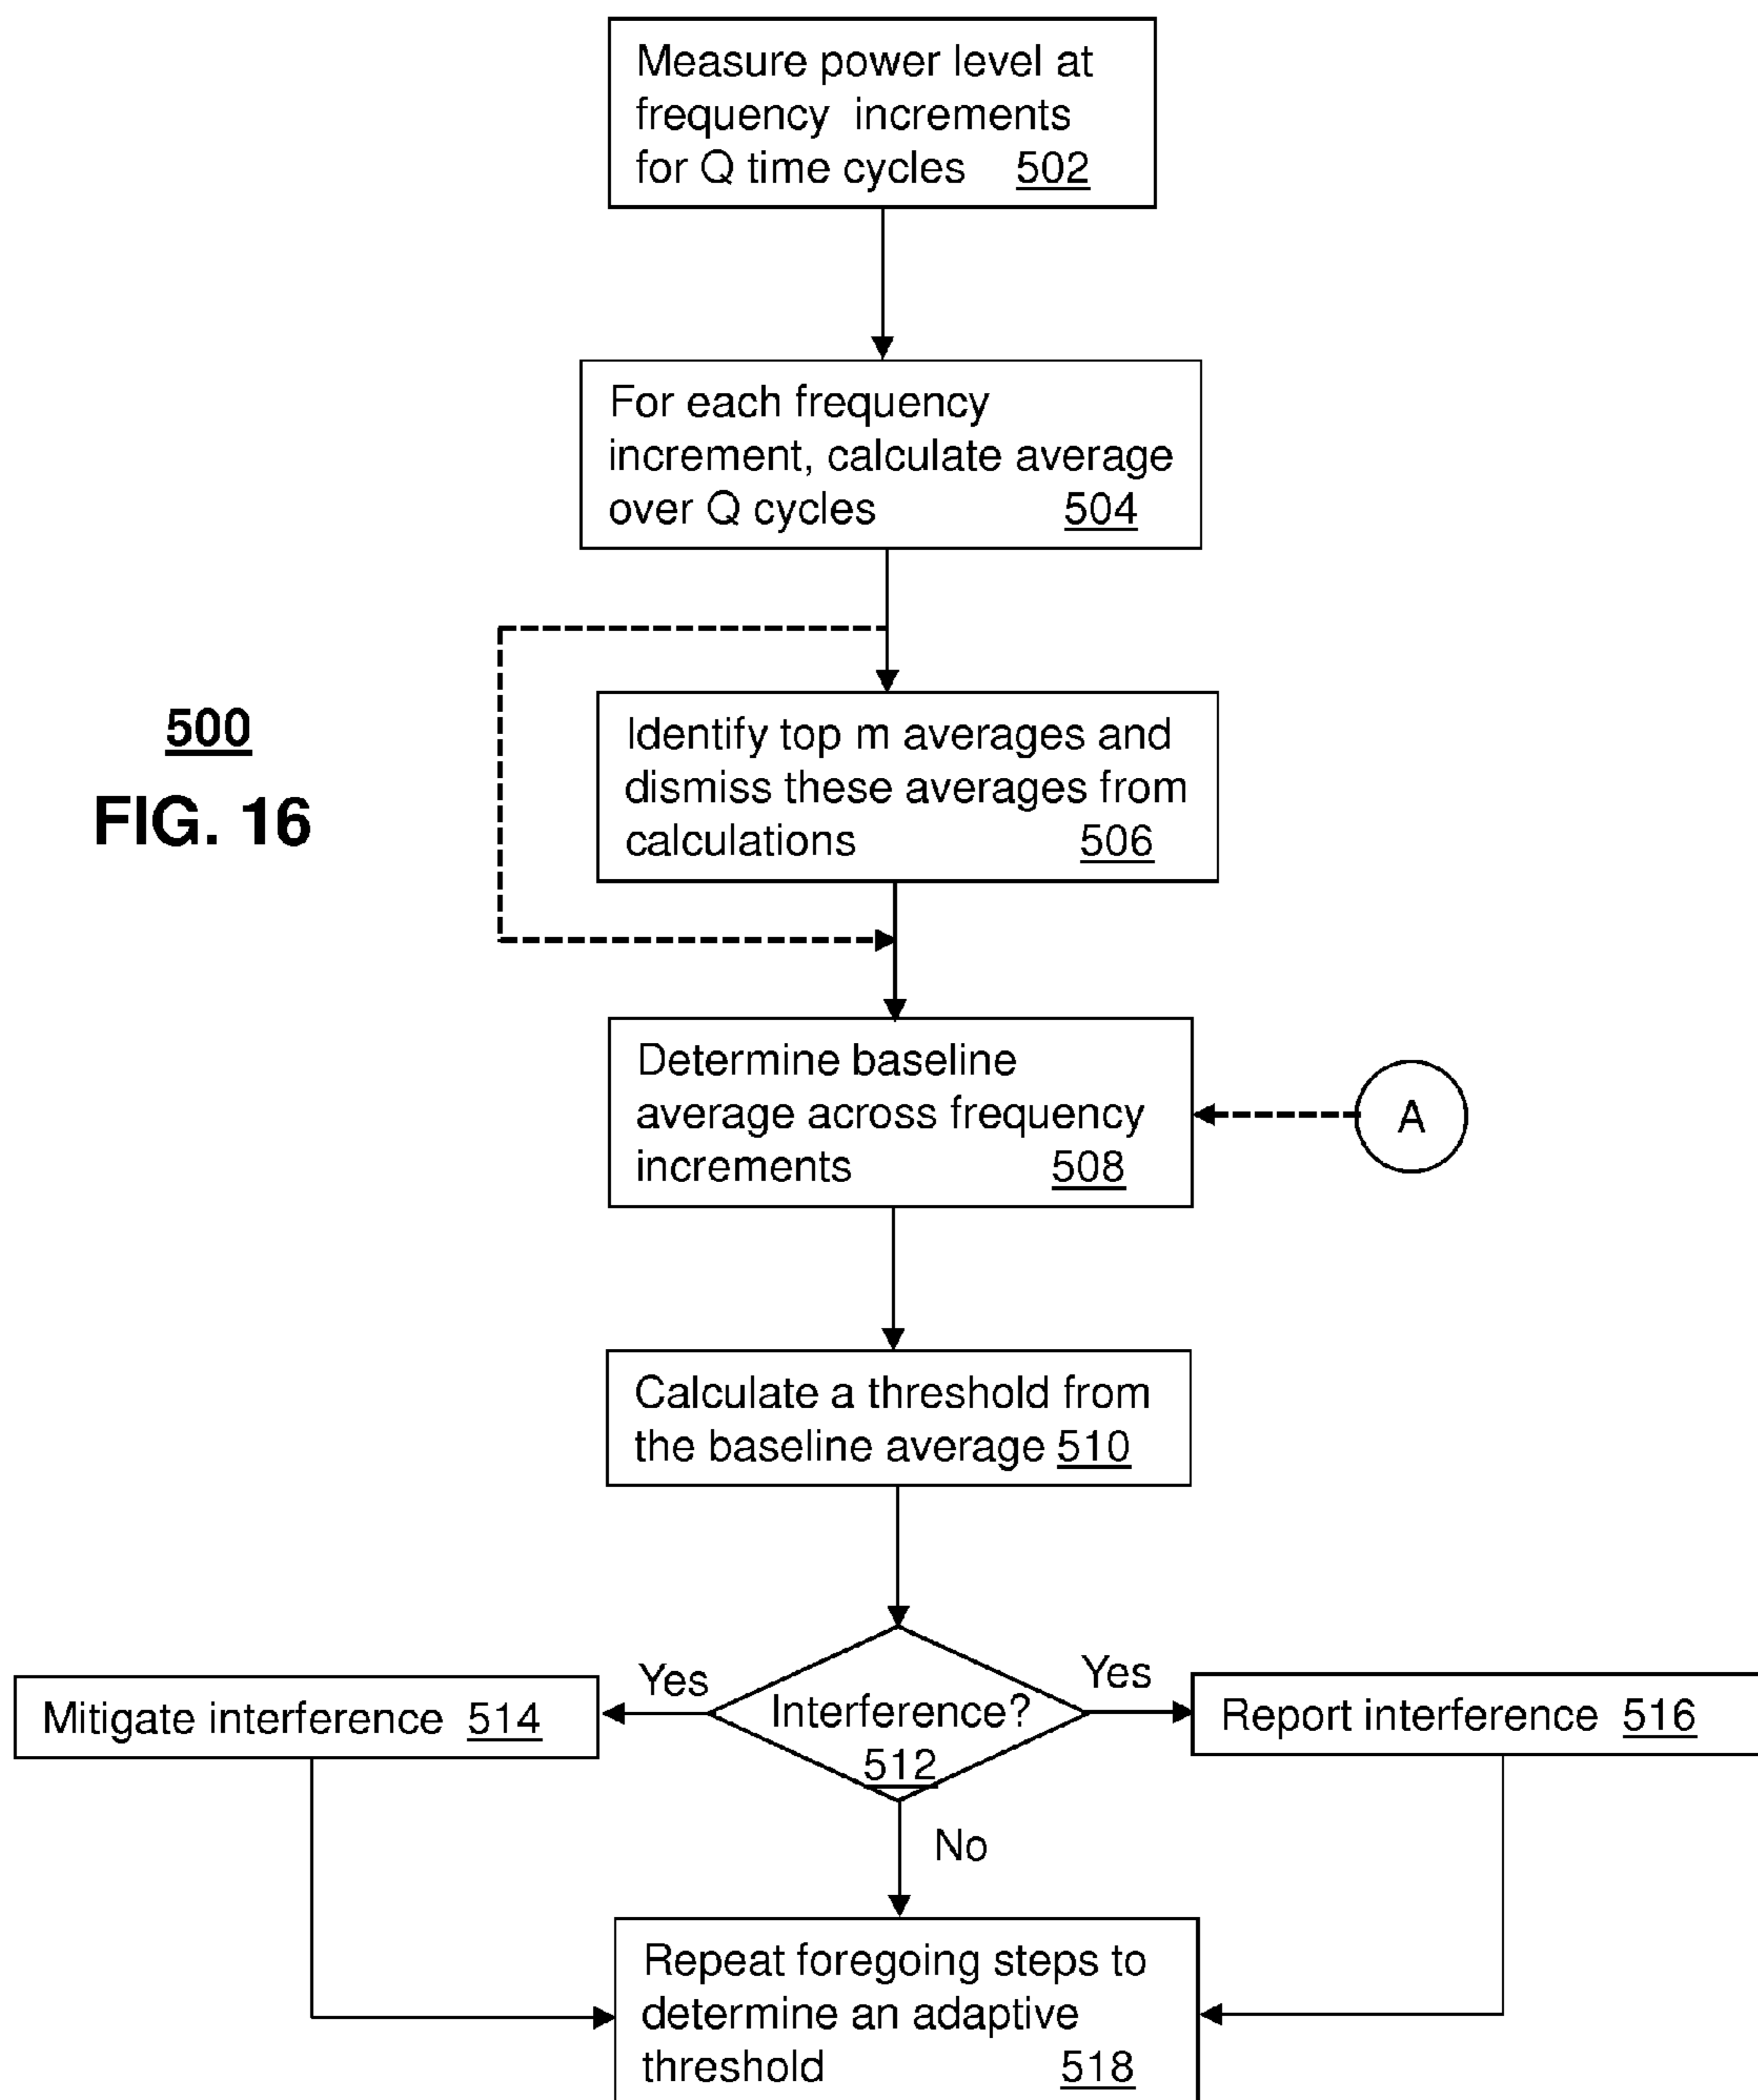 Measure power level at
frequency increments
for Q time cycles 502
For each frequency
increment, calculate average
over Q cycles 504
500
FIG. 16
Identify top m averages and
dismiss these averages from
calculations 506
Determine baseline
average across frequency
increments 508
A
Calculate a threshold from
the baseline average 510
Yes
Yes
Mitigate interference 514
Interference?
512
Report interference 516
No
Repeat foregoing steps to
determine an adaptive
threshold 518